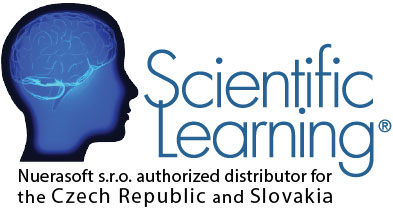 Scientific
Learning®
Nuerasoft s.r.o. authorized distributor for
the Czech Republic and Slovakia